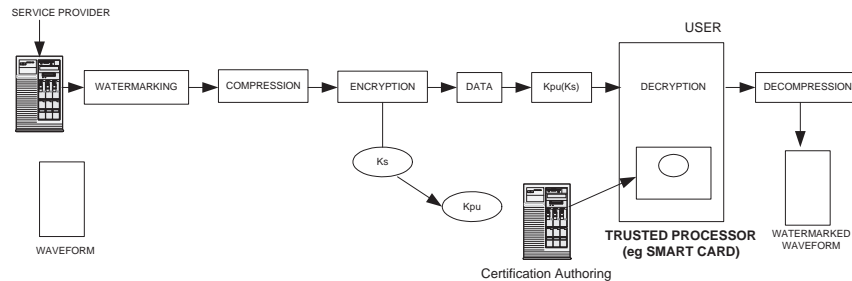 SERVICE PROVIDER
USER
WATERMARKING
COMPRESSION
ENCRYPTION
DATA
Kpu(Ks)
DECRYPTION
DECOMPRESSION
Ks
Kpu
WAVEFORM
Certification Authoring
TRUSTED PROCESSOR
(eg SMART CARD)
WATERMARKED
WAVEFORM